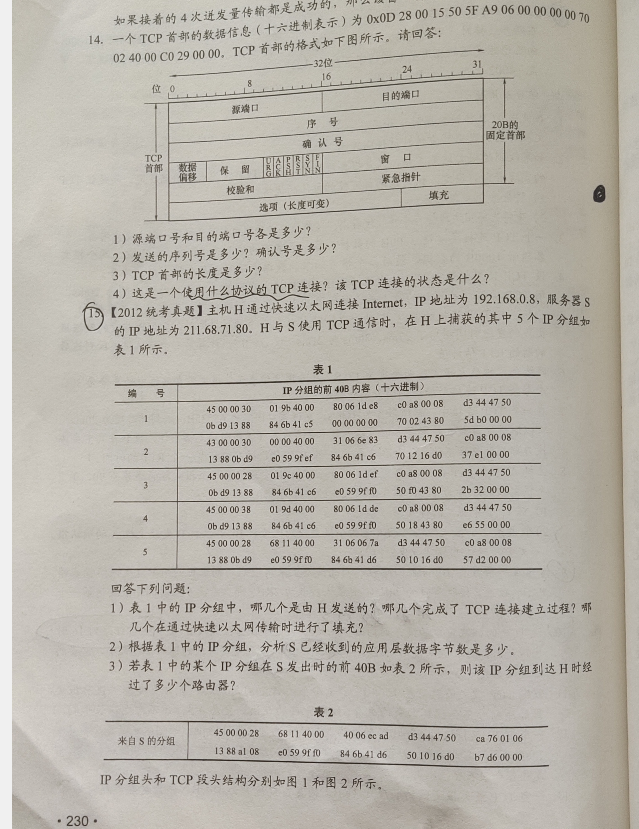 如果接着的4次迸发量传输都是成功的，
14. 一个 TCP 首部的数据信息（十六进制表示）为 0x0D 28 00 15 50 5F A9 06 00 00 00 00 70
02 40 00 C0 29 00 00。TCP 首部的格式如下图所示。请回答：
32位
位 0 8 16 24 31
源端口 目的端口
序 号
20B的
固定首部
确 认 号
TCP
首部
数据
偏移
保 留
URG ACK PSH RST SYN FIN
窗 口
校验和 紧急指针
选项（长度可变） 填充
1）源端口号和目的端口号各是多少？
2）发送的序列号是多少？确认号是多少？
3）TCP 首部的长度是多少？
4）这是一个使用什么协议的 TCP 连接？该 TCP 连接的状态是什么？
15.【2012 统考真题】主机 H 通过快速以太网连接 Internet，IP 地址为 192.168.0.8，服务器 S
的 IP 地址为 211.68.71.80。H 与 S 使用 TCP 通信时，在 H 上捕获的其中 5 个 IP 分组如
表 1 所示。
表 1
编 号 IP 分组的前 40B 内容（十六进制）
1 45 00 00 30 01 9b 40 00 80 06 1d e8 c0 a8 00 08 d3 44 47 50
0b d9 13 88 84 6b 41 c5 00 00 00 00 70 02 43 80 5d b0 00 00
2 43 00 00 30 00 00 40 00 31 06 6e 83 d3 44 47 50 c0 a8 00 08
13 88 0b d9 e0 59 9f ef 84 6b 41 c6 70 12 16 d0 37 e1 00 00
3 45 00 00 28 01 9c 40 00 80 06 1d ef c0 a8 00 08 d3 44 47 50
0b d9 13 88 84 6b 41 c6 e0 59 9f f0 50 f0 43 80 2b 32 00 00
4 45 00 00 38 01 9d 40 00 80 06 1d de c0 a8 00 08 d3 44 47 50
0b d9 13 88 84 6b 41 c6 e0 59 9f f0 50 18 43 80 e6 55 00 00
5 45 00 00 28 68 11 40 00 31 06 06 7a d3 44 47 50 c0 a8 00 08
13 88 0b d9 e0 59 9f f0 84 6b 41 d6 50 10 16 d0 57 d2 00 00
回答下列问题：
1）表 1 中的 IP 分组中，哪几个是由 H 发送的？哪几个完成了 TCP 连接建立过程？哪
几个在通过快速以太网传输时进行了填充？
2）根据表 1 中的 IP 分组，分析 S 已经收到的应用层数据字节数是多少。
3）若表 1 中的某个 IP 分组在 S 发出时的前 40B 如表 2 所示，则该 IP 分组到达 H 时经
过了多少个路由器？
表 2
来自 S 的分组 45 00 00 28 68 11 40 00 40 06 ec ad d3 44 47 50 ca 76 01 06
13 88 a1 08 e0 59 9f f0 84 6b 41 d6 50 10 16 d0 b7 d6 00 00
IP 分组头和 TCP 段头结构分别如图 1 和图 2 所示。
·230·